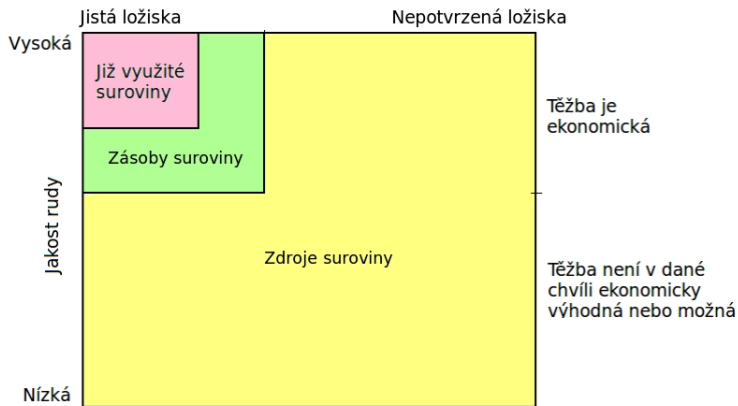 Jistá ložiska
Nepotvrzená ložiska
Vysoká
Již využité
suroviny
Těžba je
ekonomická
Zásoby suroviny
Jakost rudy
Zdroje suroviny
Těžba není v dané
chvíli ekonomicky
výhodná nebo možná
Nízká